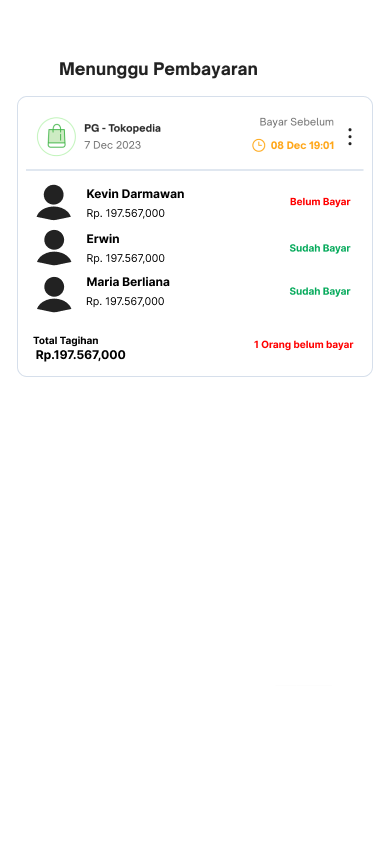 Menunggu Pembayaran
PG - Tokopedia
7 Dec 2023
Bayar Sebelum
08 Dec 19:01
Kevin Darmawan
Rp. 197.567,000
Belum Bayar
Erwin
Rp. 197.567,000
Sudah Bayar
Maria Berliana
Rp. 197.567,000
Sudah Bayar
Total Tagihan
Rp.197.567,000
1 Orang belum bayar